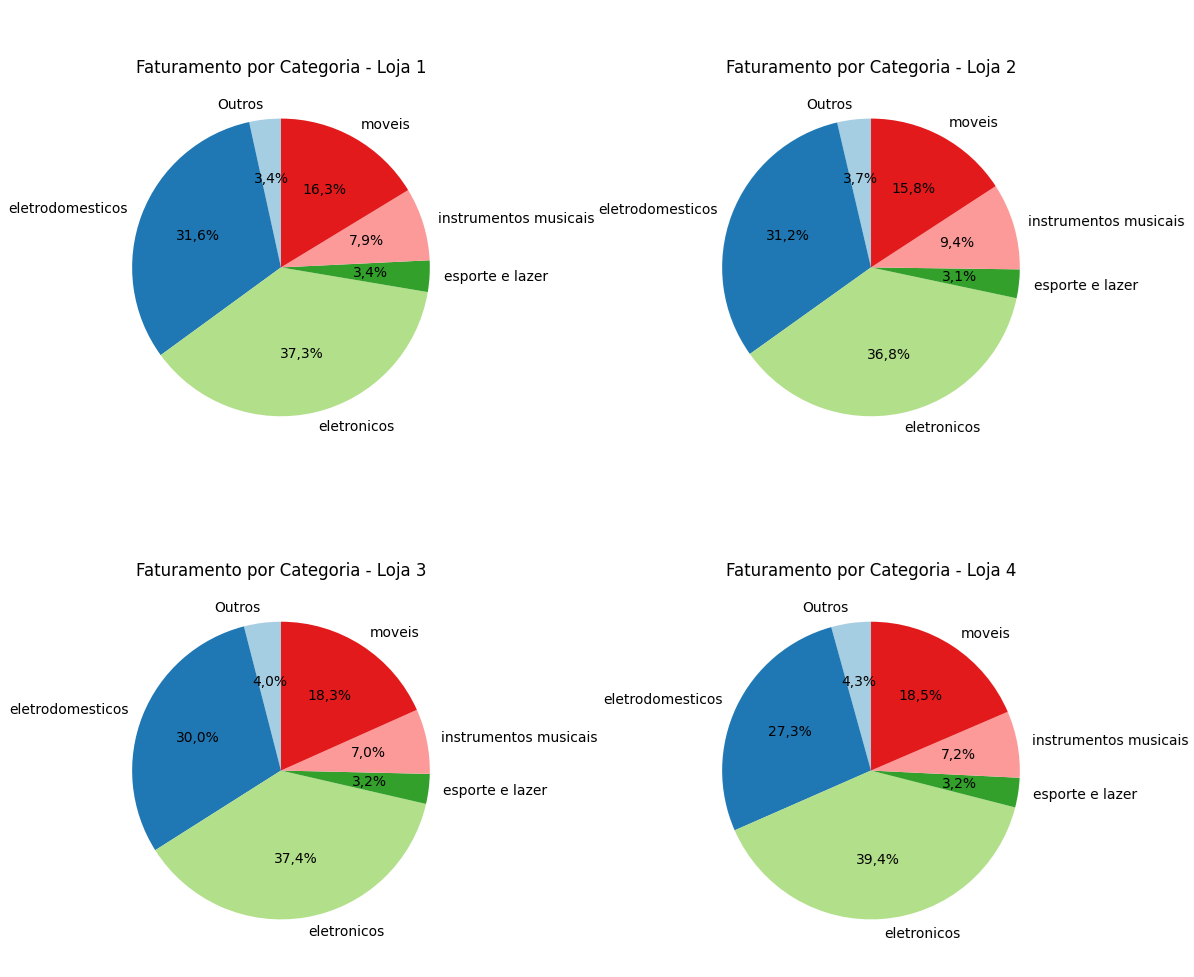 Faturamento por Categoria - Loja 1
Outros
moveis
3,4%
16,3%
eletrodomesticos
instrumentos musicais
31,6%
7,9%
3,4%
esporte e lazer
37,3%
eletronicos
Faturamento por Categoria - Loja 2
Outros
moveis
3,7%
15,8%
eletrodomesticos
instrumentos musicais
31,2%
9,4%
3,1%
esporte e lazer
36,8%
eletronicos
Faturamento por Categoria - Loja 3
Outros
moveis
4,0%
18,3%
eletrodomesticos
instrumentos musicais
30,0%
7,0%
3,2%
esporte e lazer
37,4%
eletronicos
Faturamento por Categoria - Loja 4
Outros
moveis
4,3%
18,5%
eletrodomesticos
instrumentos musicais
27,3%
7,2%
3,2%
esporte e lazer
39,4%
eletronicos